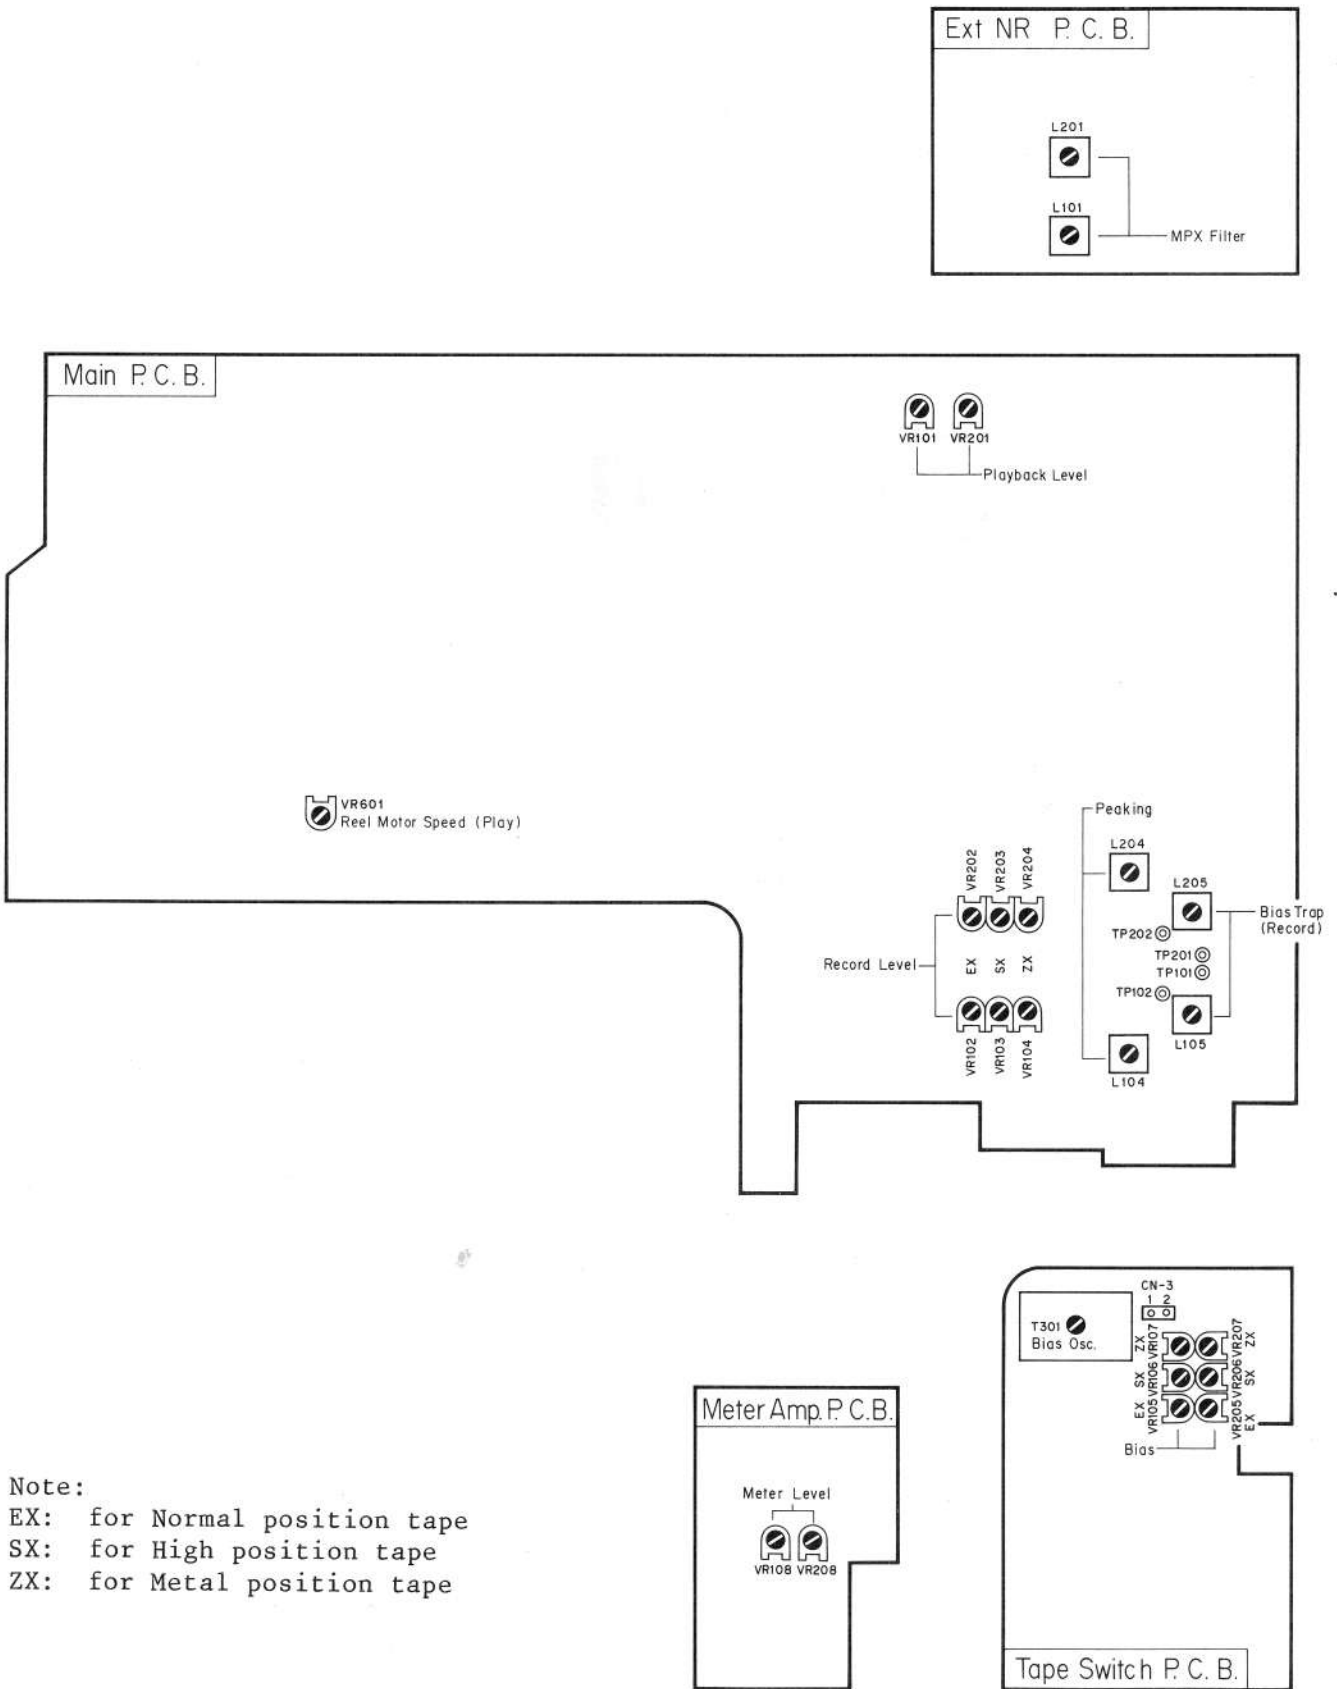 Ext NR P. C. B.
L201
L101
MPX Filter
Main P. C. B.
VR101 VR201
Playback Level
VR601
Reel Motor Speed (Play)
Peaking
L204
VR202
VR203
VR204
L205
Bias Trap
(Record)
TP202
TP201
TP101
TP102
Record Level
EX
SX
ZX
VR102
VR103
VR104
L105
L104
CN-3
1 2
T301
Bias Osc.
ZX
VR107
VR207
ZX
SX
VR106
VR206
SX
EX
VR105
VR205
EX
Bias
Meter Amp. P. C. B.
Meter Level
VR108 VR208
Tape Switch P. C. B.
Note:
EX: for Normal position tape
SX: for High position tape
ZX: for Metal position tape